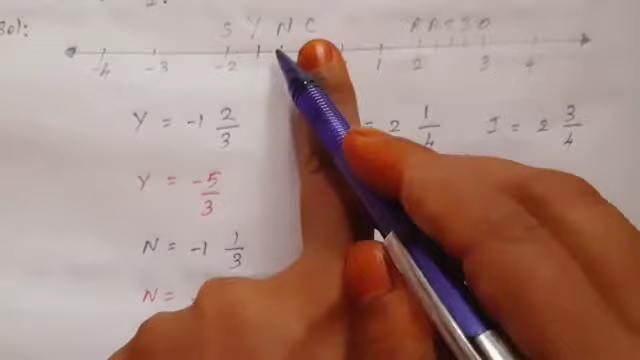 Sol:
S Y N C
-4 -3 -2 1 2 3 4
Y = -1 2/3
= 2 1/4
I = 2 3/4
Y = -5/3
N = -1 1/3
N =